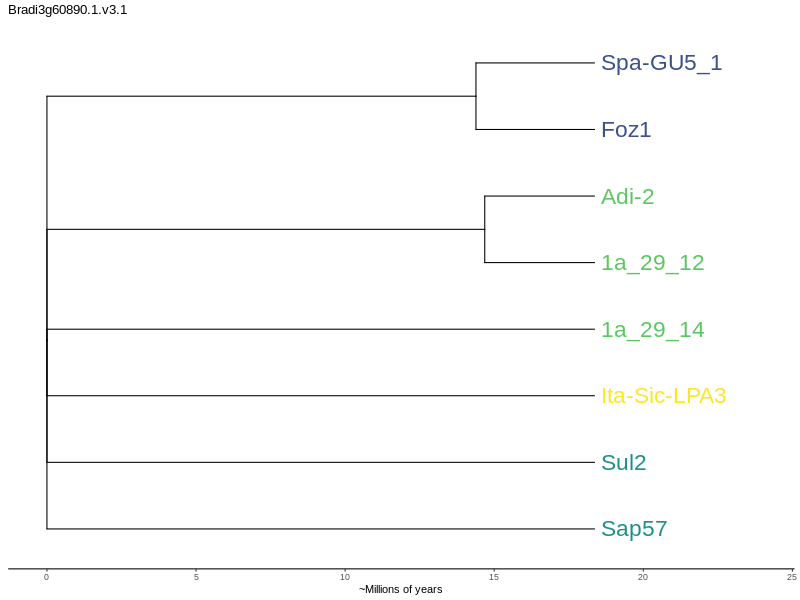 Bradi3g60890.1.v3.1
Spa-GU5_1
Foz1
Adi-2
1a_29_12
1a_29_14
Ita-Sic-LPA3
Sul2
Sap57
0 5 10 15 20 25
~Millions of years